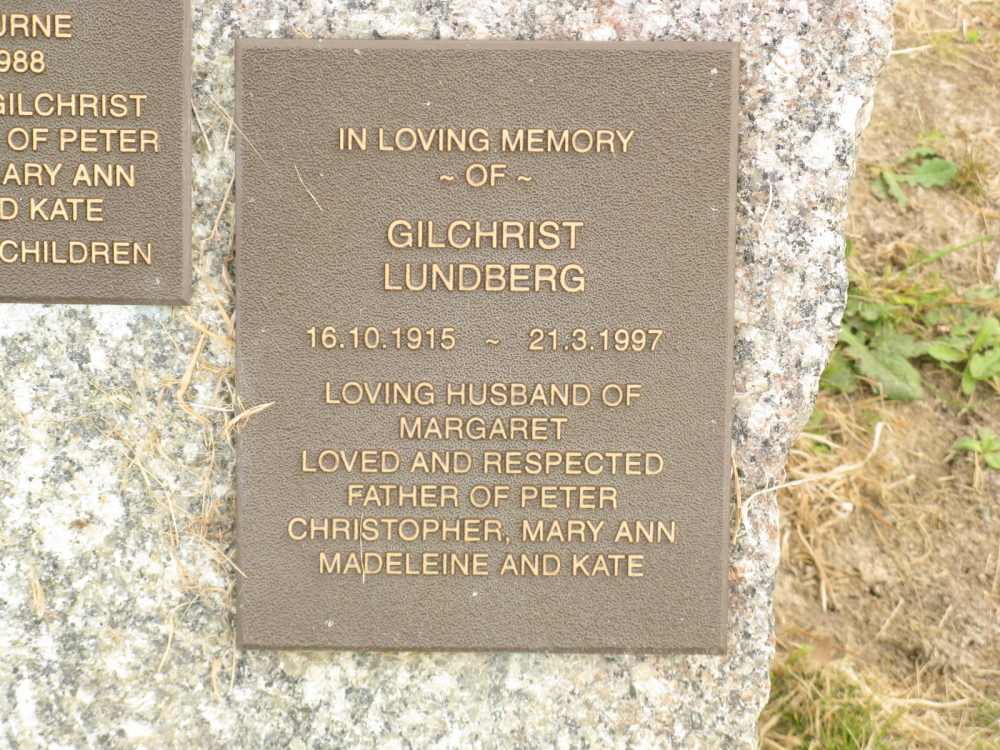 URNE
988
GILCHRIST
OF PETER
ARY ANN
D KATE
CHILDREN
IN LOVING MEMORY
~ OF ~
GILCHRIST
LUNDBERG
16.10.1915 ~ 21.3.1997
LOVING HUSBAND OF
MARGARET
LOVED AND RESPECTED
FATHER OF PETER
CHRISTOPHER, MARY ANN
MADELEINE AND KATE